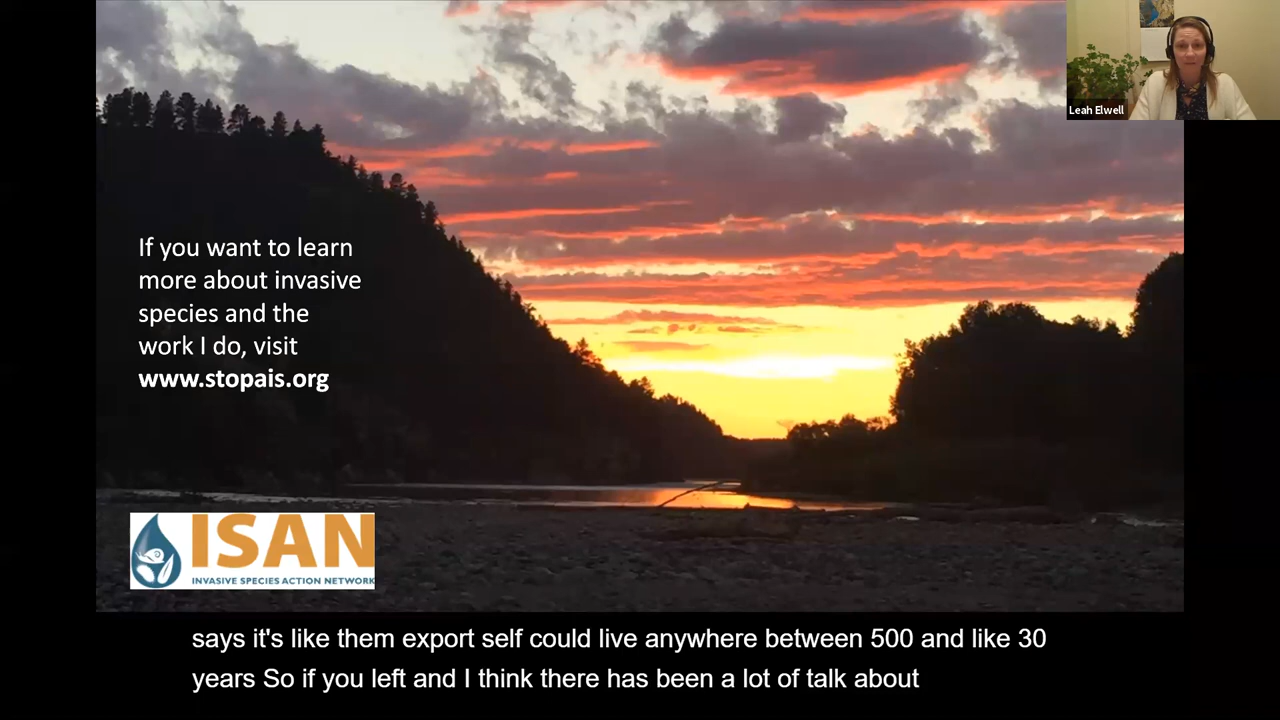 Leah Elwell
If you want to learn
more about invasive
species and the
work I do, visit
www.stopais.org
ISAN
INVASIVE SPECIES ACTION NETWORK
says it's like them export self could live anywhere between 500 and like 30
years So if you left and I think there has been a lot of talk about